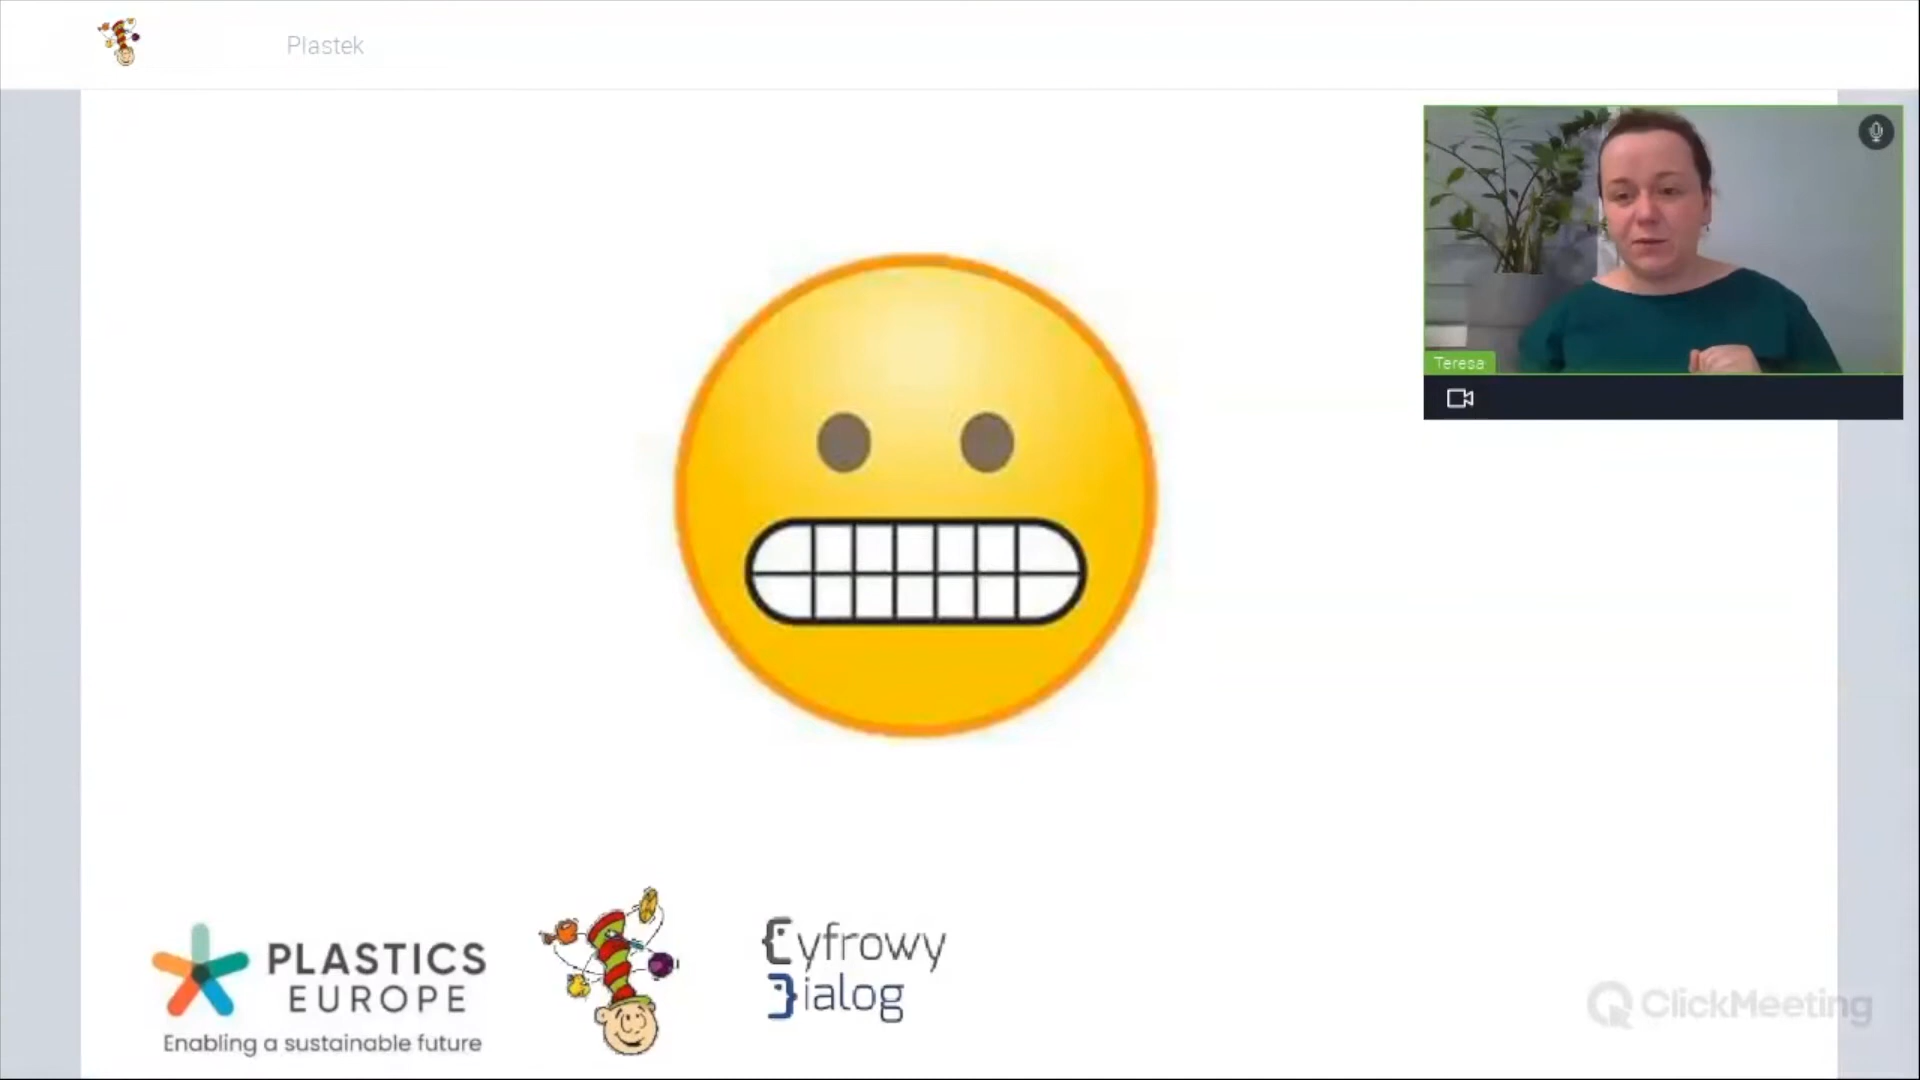 Plastek
Teresa
PLASTICS
EUROPE
Enabling a sustainable future
Cyfrowy
Dialog
ClickMeeting